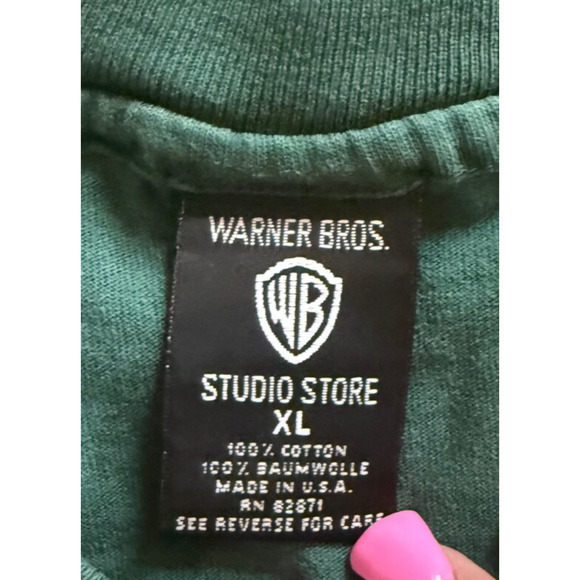 WARNER BROS.
WB
STUDIO STORE
XL
100% COTTON
100% BAUMWOLLE
MADE IN U.S.A.
RN 82871
SEE REVERSE FOR CARE